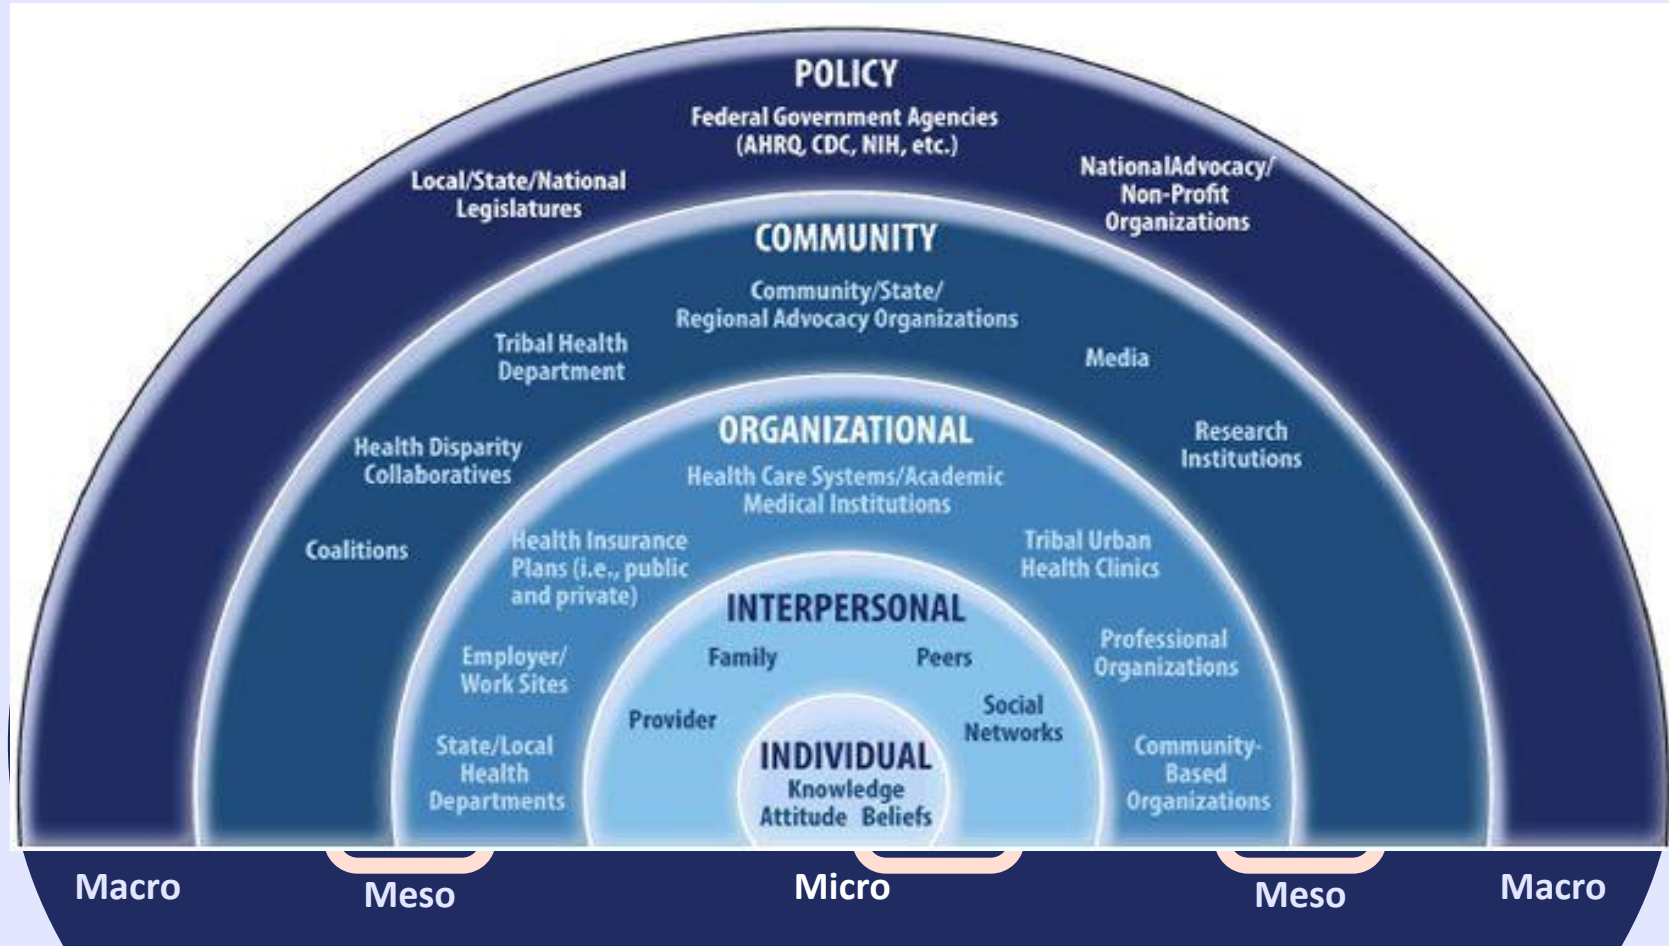 POLICY
Federal Government Agencies
(AHRQ, CDC, NIH, etc.)
Local/State/National
Legislatures
NationalAdvocacy/
Non-Profit
Organizations
COMMUNITY
Community/State/
Regional Advocacy Organizations
Tribal Health
Department
Media
Health Disparity
Collaboratives
Research
Institutions
Coalitions
ORGANIZATIONAL
Health Care Systems/Academic
Medical Institutions
Health Insurance
Plans (i.e., public
and private)
Tribal Urban
Health Clinics
Employer/
Work Sites
Professional
Organizations
State/Local
Health
Departments
Community-
Based
Organizations
INTERPERSONAL
Family
Peers
Provider
Social
Networks
INDIVIDUAL
Knowledge
Attitude Beliefs
Macro
Meso
Micro
Meso
Macro